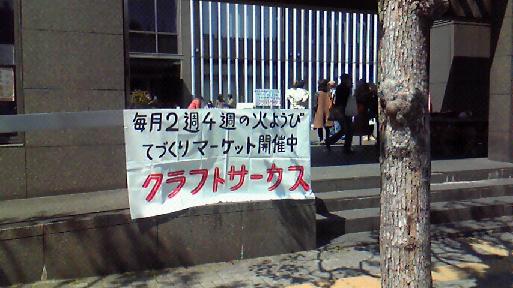 毎月2週4週の火ようび
てづくりマーケット開催中
クラフトサーカス